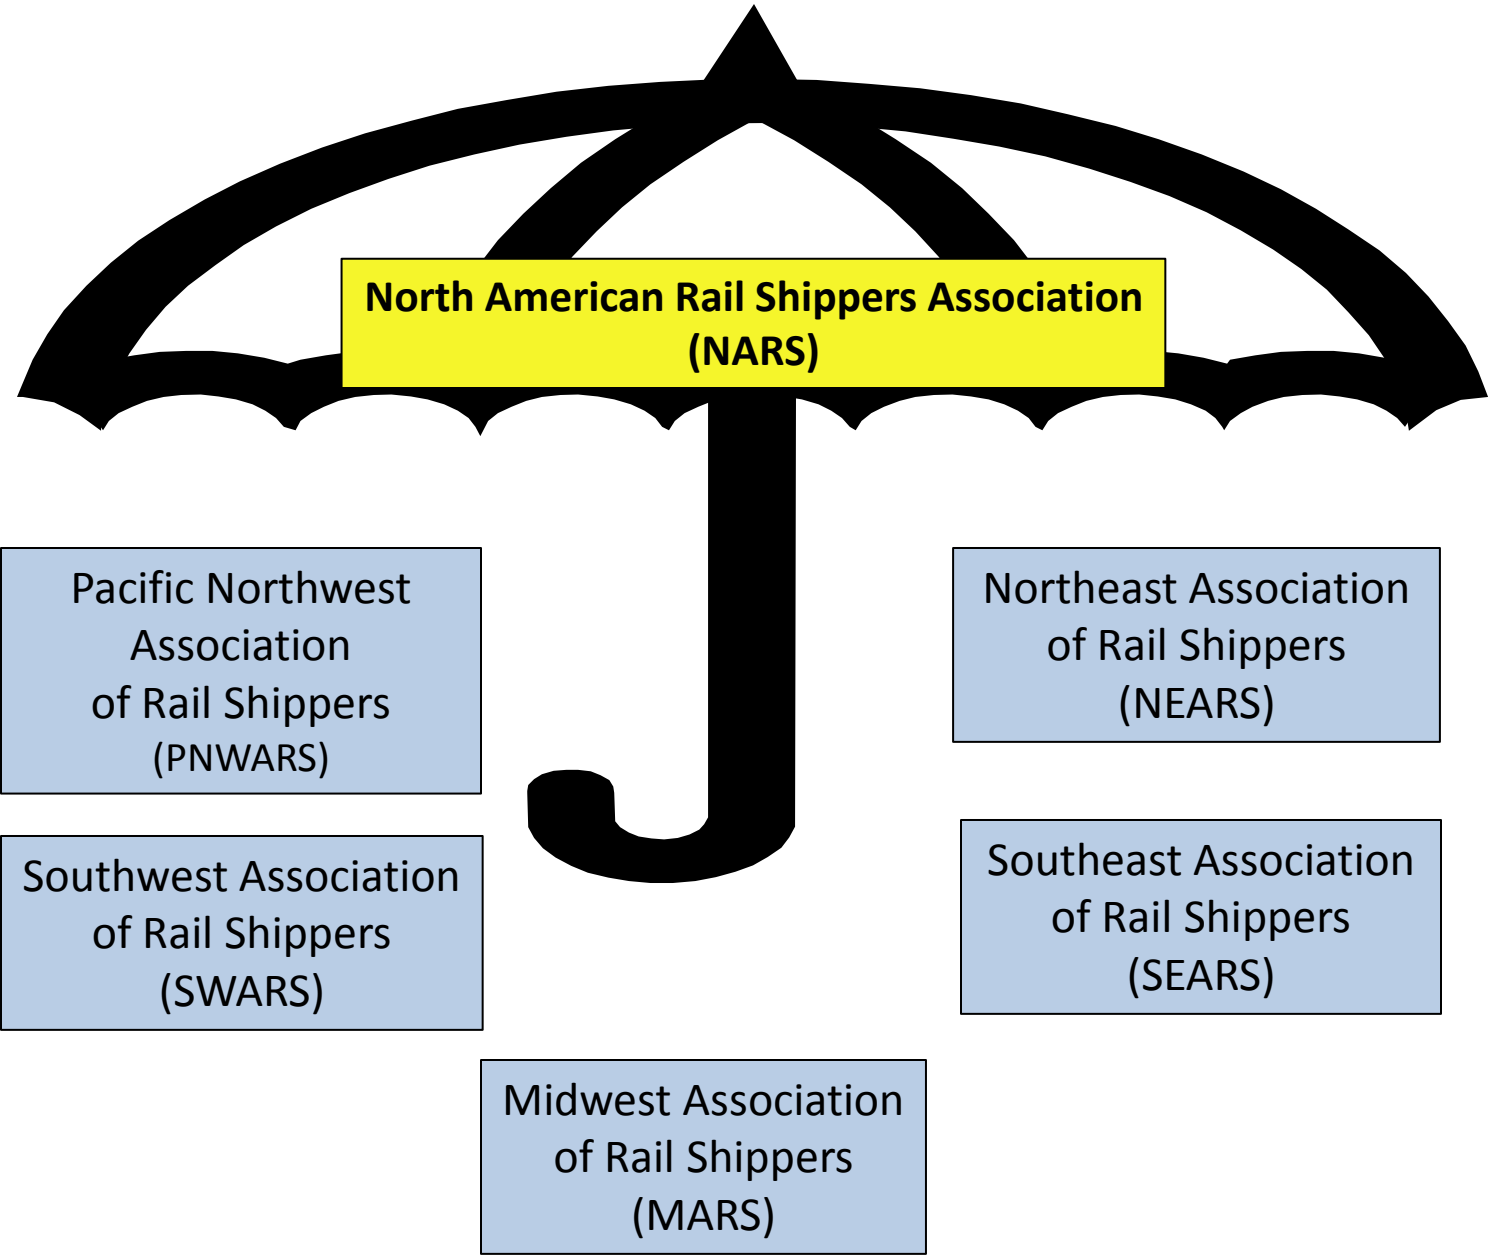 North American Rail Shippers Association
(NARS)
Pacific Northwest
Association
of Rail Shippers
(PNWARS)
Northeast Association
of Rail Shippers
(NEARS)
Southwest Association
of Rail Shippers
(SWARS)
Southeast Association
of Rail Shippers
(SEARS)
Midwest Association
of Rail Shippers
(MARS)